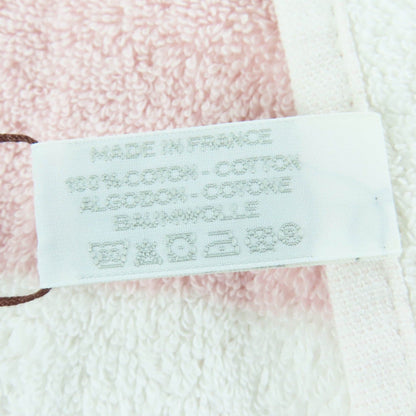 MADE IN FRANCE
100% COTON - COTTON
ALGODON - COTONE
BAUMWOLLE